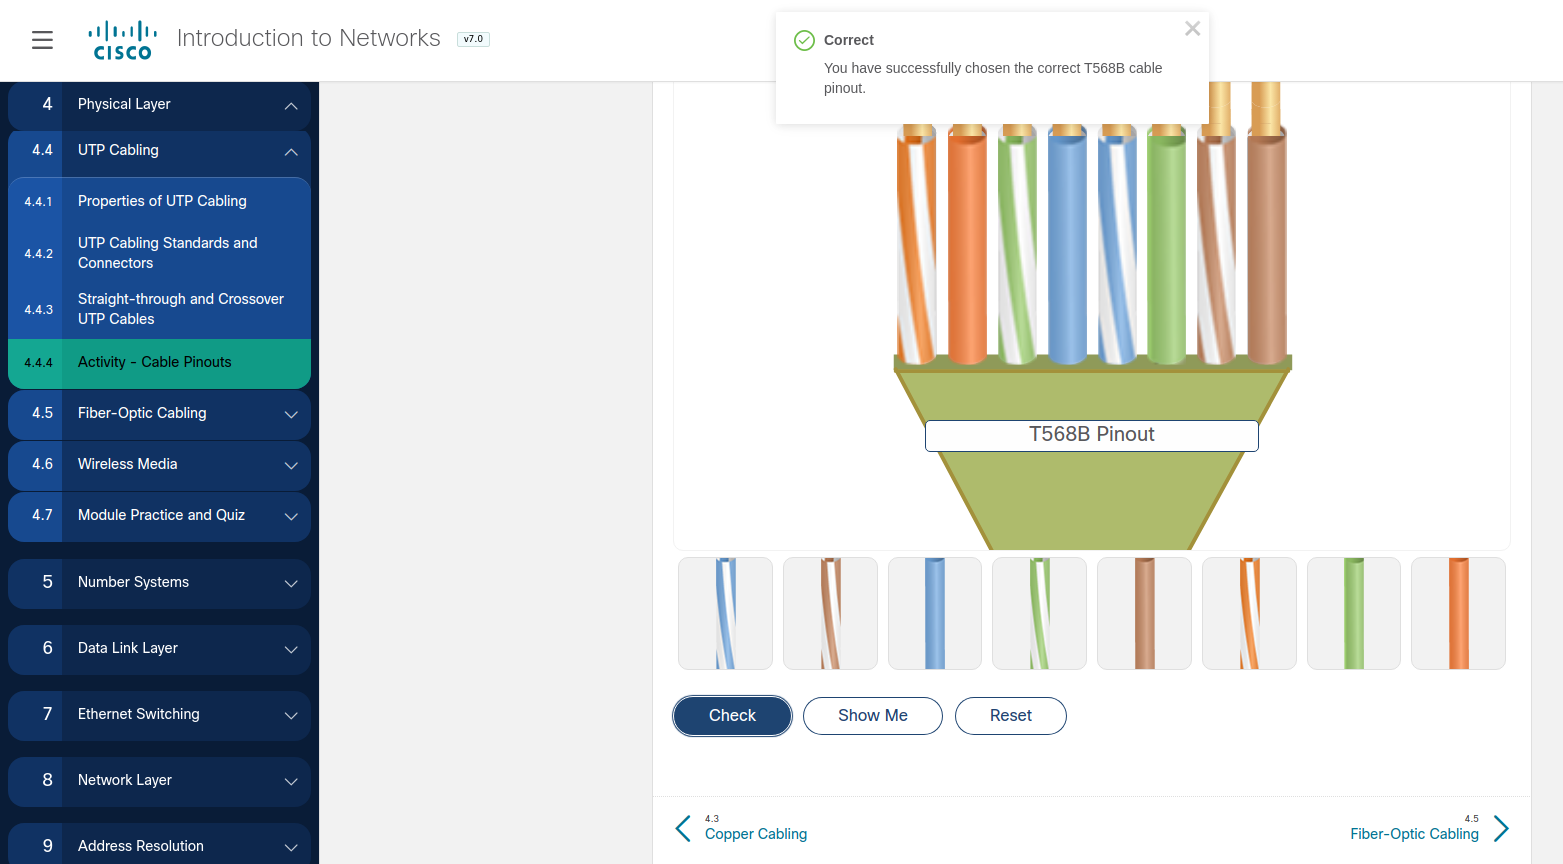 CISCO
Introduction to Networks
v7.0
Correct
You have successfully chosen the correct T568B cable
pinout.
4
Physical Layer
4.4
UTP Cabling
4.4.1
Properties of UTP Cabling
4.4.2
UTP Cabling Standards and
Connectors
4.4.3
Straight-through and Crossover
UTP Cables
4.4.4
Activity - Cable Pinouts
4.5
Fiber-Optic Cabling
4.6
Wireless Media
4.7
Module Practice and Quiz
5
Number Systems
6
Data Link Layer
7
Ethernet Switching
8
Network Layer
9
Address Resolution
T568B Pinout
Check
Show Me
Reset
4.3
Copper Cabling
4.5
Fiber-Optic Cabling